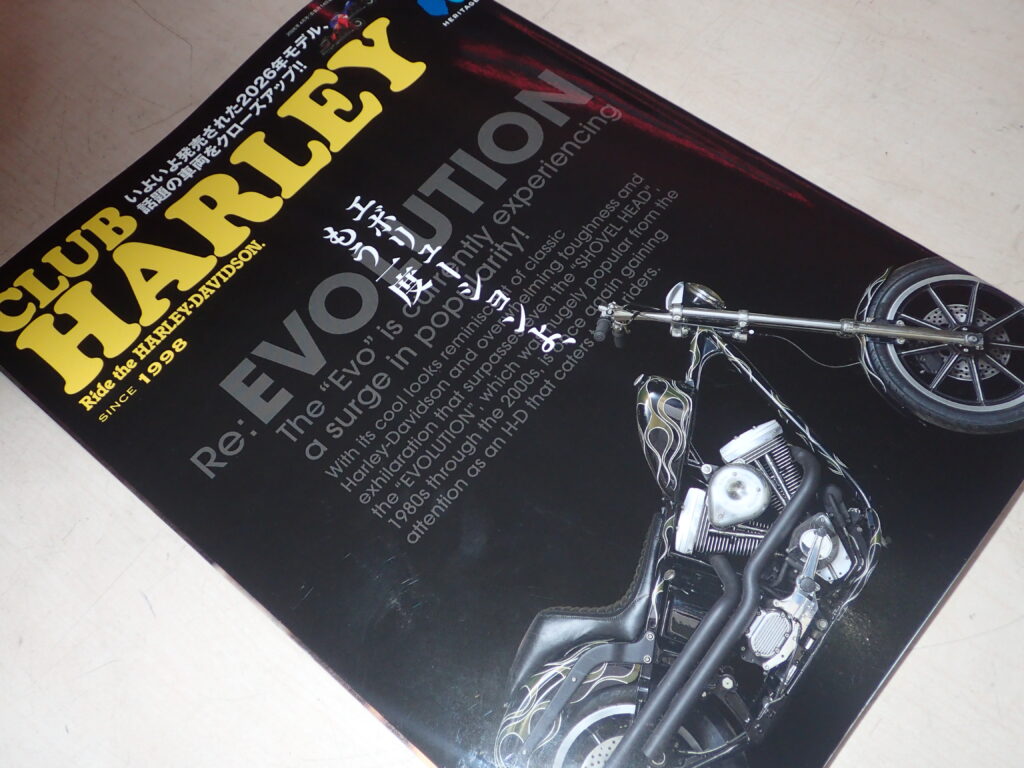 いよいよ発売された2026年モデル、
話題の車両をクローズアップ!!
HERITAGE
CLUB
HARLEY
Ride the HARLEY-DAVIDSON.
SINCE 1998
Re: EVOLUTION
エボリューションよ
もう一度
The "Evo" is currently experiencing
a surge in popularity!
With its cool looks reminiscent of classic
Harley-Davidson and overwhelming toughness and
exhilaration that surpasses even the "SHOVEL HEAD",
the "EVOLUTION", which was hugely popular from the
1980s through the 2000s, is once again gaining
attention as an H-D that caters to riders.